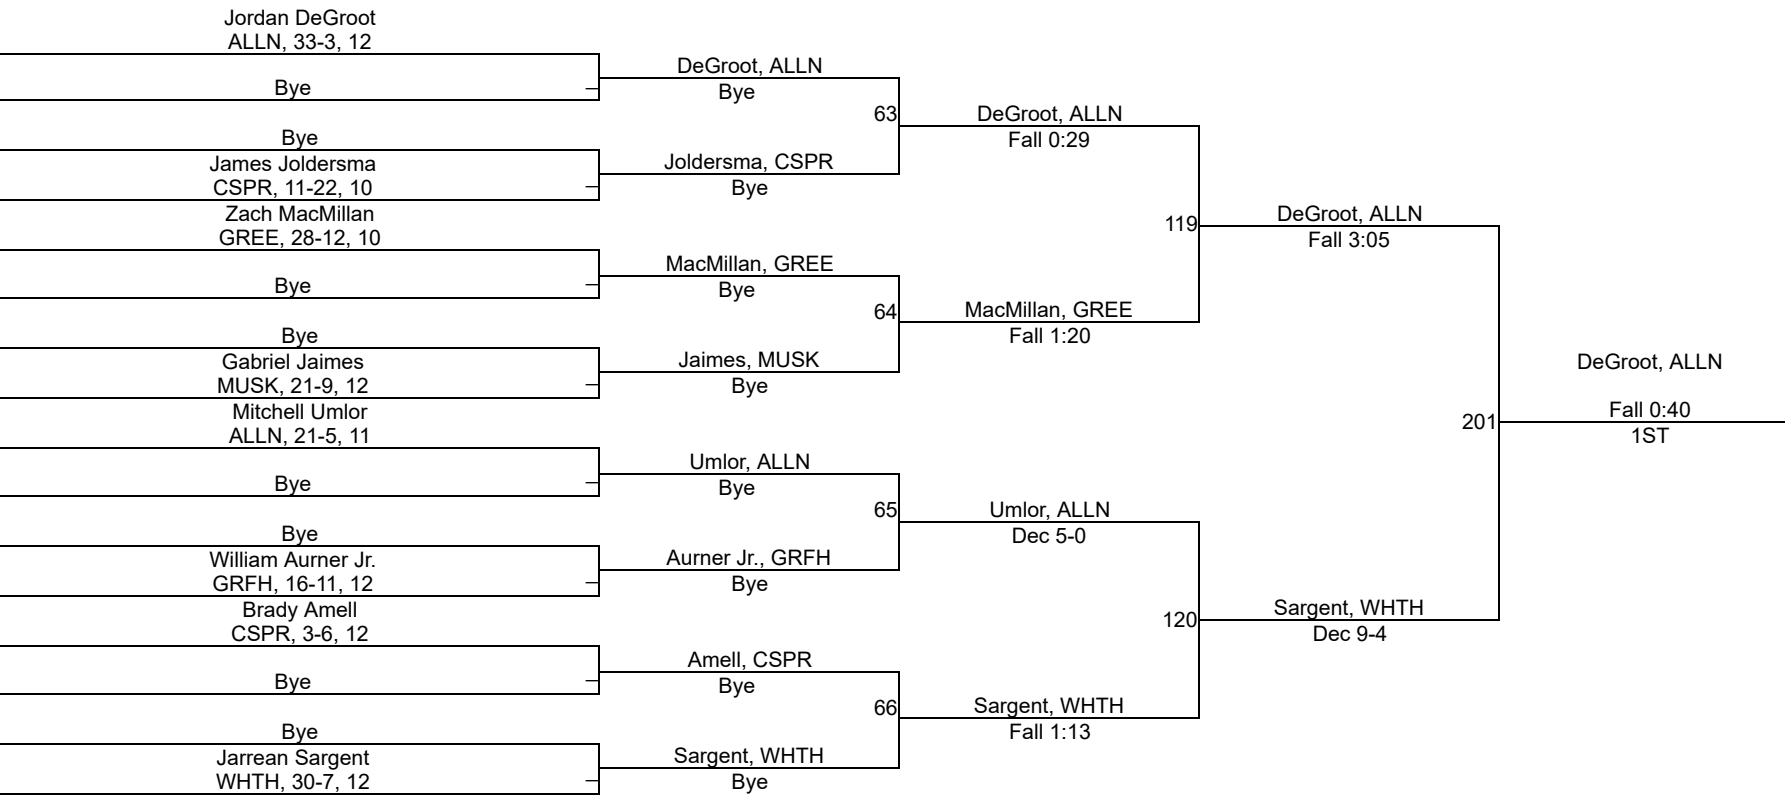 Jordan DeGroot
ALLN, 33-3, 12
Bye
Bye
James Joldersma
CSPR, 11-22, 10
Zach MacMillan
GREE, 28-12, 10
Bye
Bye
Gabriel Jaimes
MUSK, 21-9, 12
Mitchell Umlor
ALLN, 21-5, 11
Bye
Bye
William Aurner Jr.
GRFH, 16-11, 12
Brady Amell
CSPR, 3-6, 12
Bye
Bye
Jarrean Sargent
WHTH, 30-7, 12
DeGroot, ALLN
Bye
63
Joldersma, CSPR
Bye
MacMillan, GREE
Bye
64
Jaimes, MUSK
Bye
Umlor, ALLN
Bye
65
Aurner Jr., GRFH
Bye
Amell, CSPR
Bye
66
Sargent, WHTH
Bye
DeGroot, ALLN
Fall 0:29
119
MacMillan, GREE
Fall 1:20
Umlor, ALLN
Dec 5-0
120
Sargent, WHTH
Fall 1:13
DeGroot, ALLN
Fall 3:05
201
Sargent, WHTH
Dec 9-4
DeGroot, ALLN
Fall 0:40
1ST